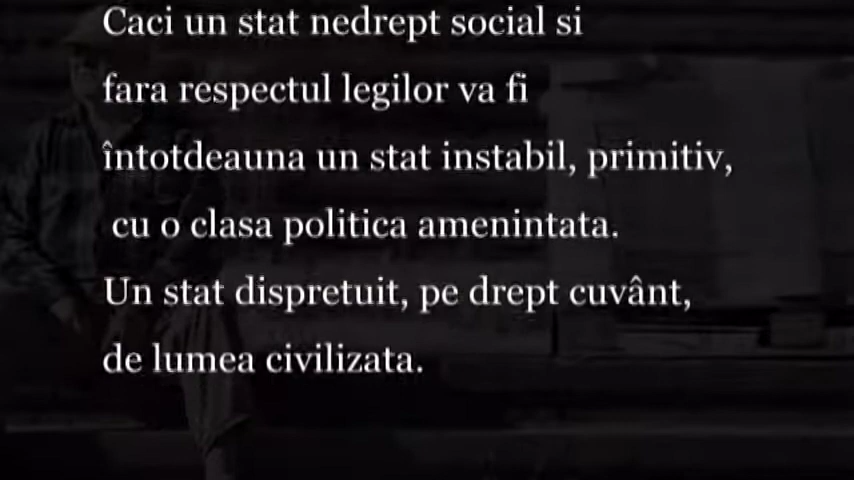 Caci un stat nedrept social si
fara respectul legilor va fi
întotdeauna un stat instabil, primitiv,
cu o clasa politica amenintata.
Un stat dispretuit, pe drept cuvânt,
de lumea civilizata.